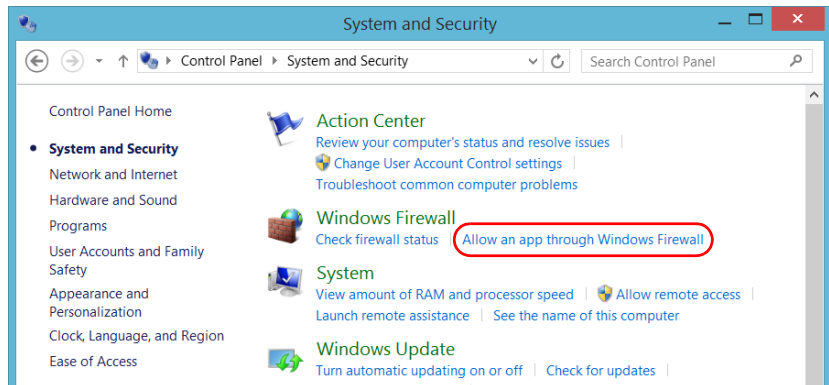 System and Security
Control Panel System and Security
Search Control Panel
Control Panel Home
System and Security
Network and Internet
Hardware and Sound
Programs
User Accounts and Family
Safety
Appearance and
Personalization
Clock, Language, and Region
Ease of Access
Action Center
Review your computer's status and resolve issues
Change User Account Control settings
Troubleshoot common computer problems
Windows Firewall
Check firewall status Allow an app through Windows Firewall
System
View amount of RAM and processor speed Allow remote access
Launch remote assistance See the name of this computer
Windows Update
Turn automatic updating on or off Check for updates